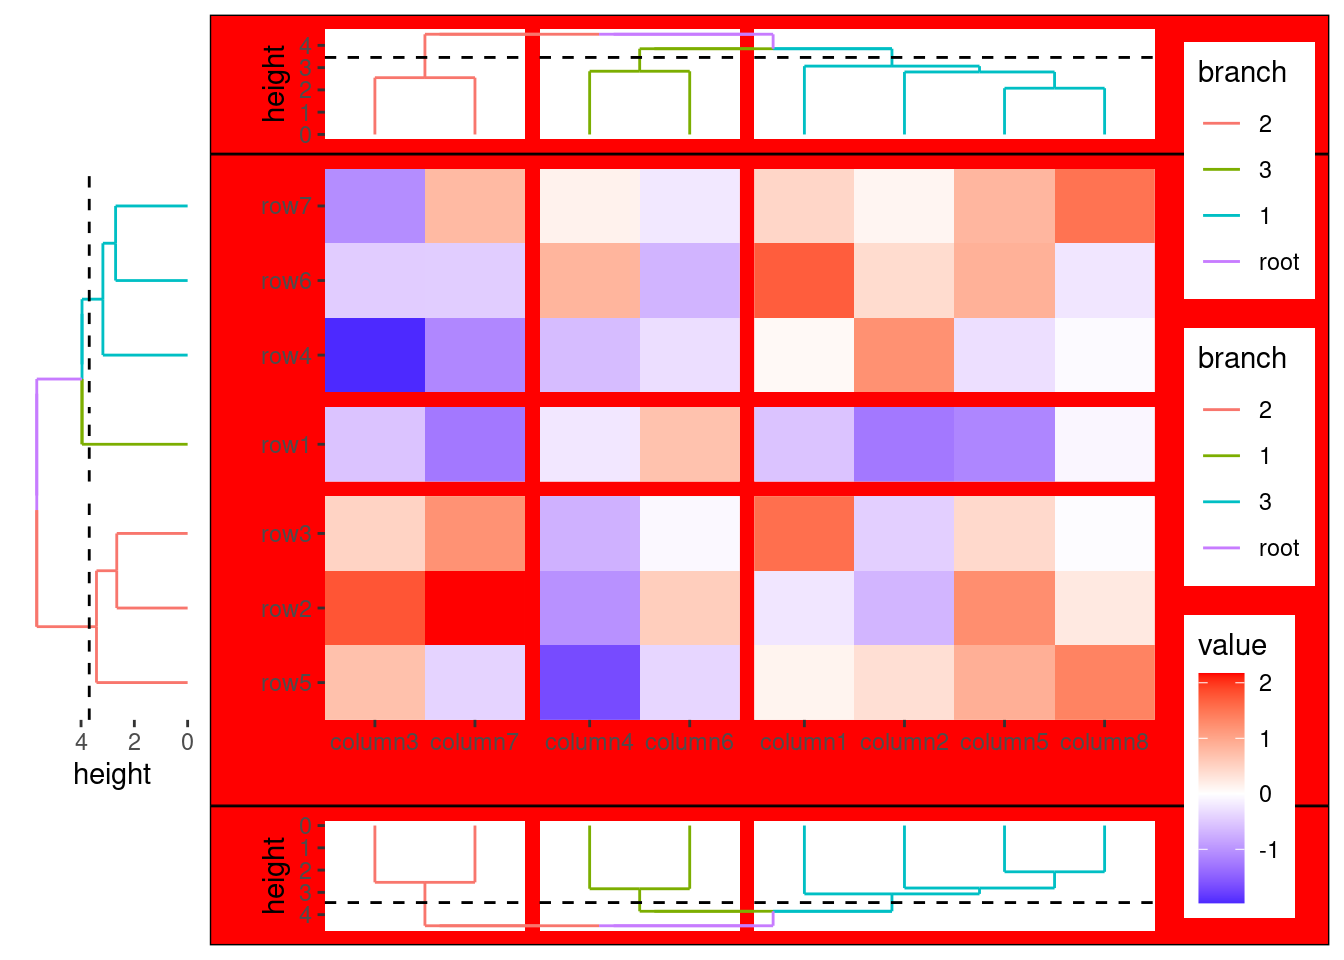 height
4
3
2
1
0
branch
2
3
1
root
row7
row6
row4
row1
row3
row2
row5
branch
2
1
3
root
value
2
1
0
-1
column3 column7 column4 column6 column1 column2 column5 column8
4 2 0
height
height
0
1
2
3
4